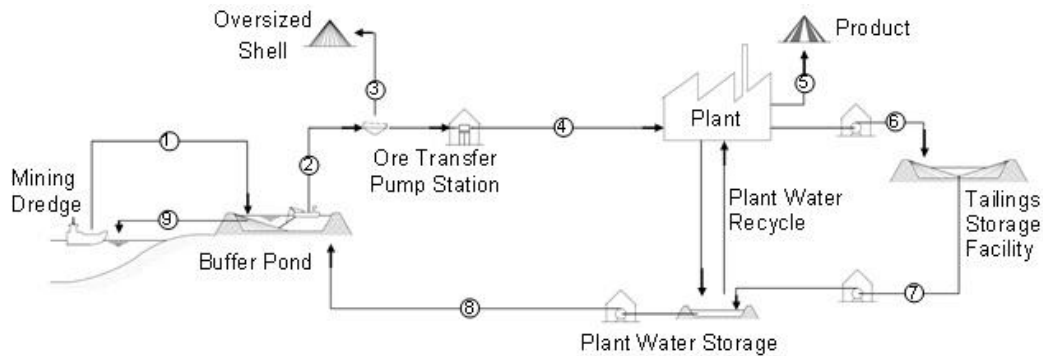 Oversized
Shell
Product
3
5
Plant
1
2
4
6
Ore Transfer
Pump Station
Mining
Dredge
9
Plant Water
Recycle
Tailings
Storage
Facility
Buffer Pond
8
7
Plant Water Storage